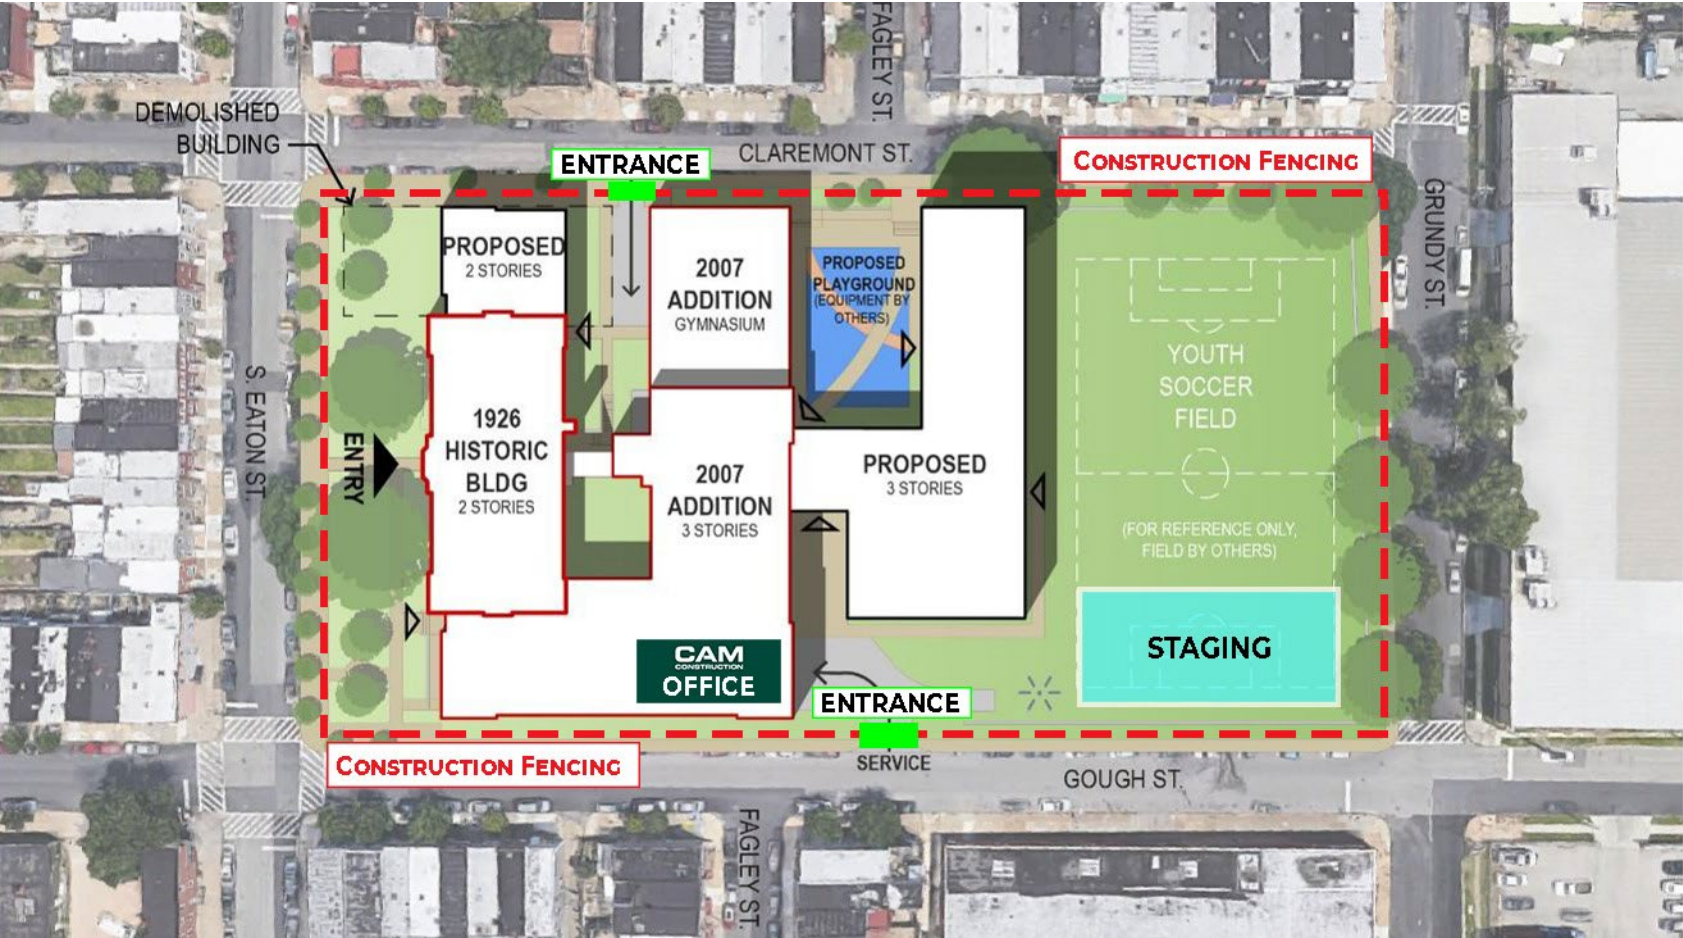 FAGLEY ST.
DEMOLISHED
BUILDING
ENTRANCE
CLAREMONT ST.
CONSTRUCTION FENCING
GRUNDY ST.
PROPOSED
2 STORIES
2007
ADDITION
GYMNASIUM
PROPOSED
PLAYGROUND
(EQUIPMENT BY
OTHERS)
YOUTH
SOCCER
FIELD
S. EATON ST.
ENTRY
1926
HISTORIC
BLDG
2 STORIES
2007
ADDITION
3 STORIES
PROPOSED
3 STORIES
(FOR REFERENCE ONLY,
FIELD BY OTHERS)
CAM
CONSTRUCTION
OFFICE
STAGING
ENTRANCE
SERVICE
CONSTRUCTION FENCING
GOUGH ST.
FAGLEY ST.